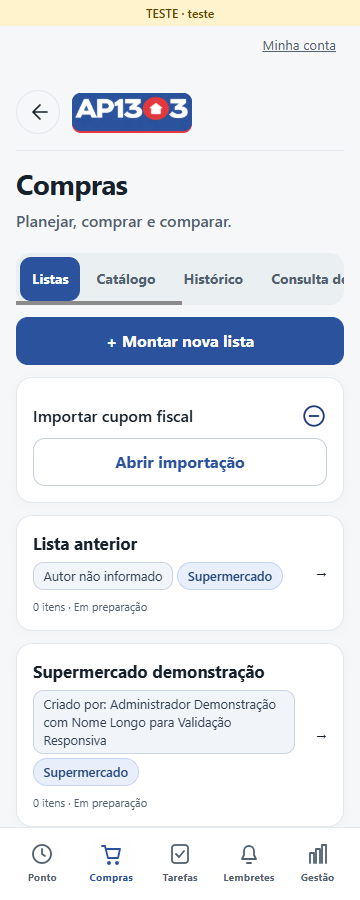 TESTE · teste
Minha conta
AP1303
Compras
Planejar, comprar e comparar.
Listas Catálogo Histórico Consulta de
+ Montar nova lista
Importar cupom fiscal
Abrir importação
Lista anterior
Autor não informado Supermercado
→
0 itens · Em preparação
Supermercado demonstração
Criado por: Administrador Demonstração
com Nome Longo para Validação
Responsiva
→
Supermercado
0 itens · Em preparação
Ponto Compras Tarefas Lembretes Gestão